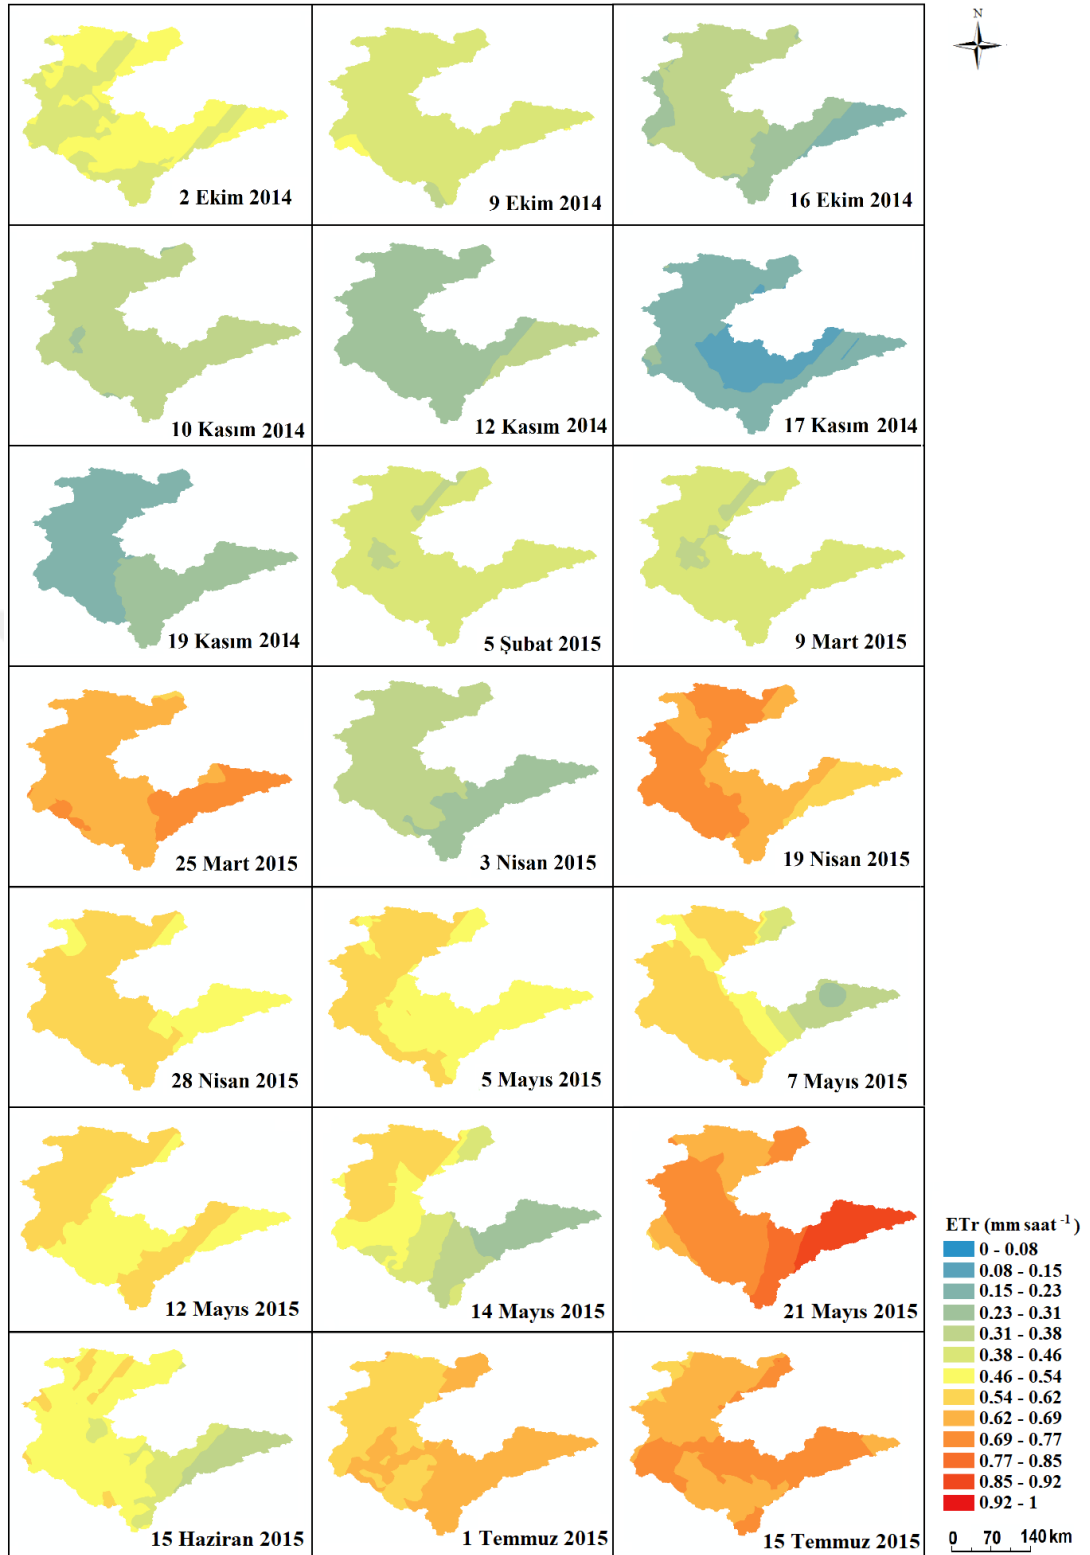 N
2 Ekim 2014
9 Ekim 2014
16 Ekim 2014
10 Kasım 2014
12 Kasım 2014
17 Kasım 2014
19 Kasım 2014
5 Şubat 2015
9 Mart 2015
25 Mart 2015
3 Nisan 2015
19 Nisan 2015
28 Nisan 2015
5 Mayıs 2015
7 Mayıs 2015
12 Mayıs 2015
14 Mayıs 2015
21 Mayıs 2015
15 Haziran 2015
1 Temmuz 2015
15 Temmuz 2015
ETr (mm saat -1)
0 - 0.08
0.08 - 0.15
0.15 - 0.23
0.23 - 0.31
0.31 - 0.38
0.38 - 0.46
0.46 - 0.54
0.54 - 0.62
0.62 - 0.69
0.69 - 0.77
0.77 - 0.85
0.85 - 0.92
0.92 - 1
0 70 140 km